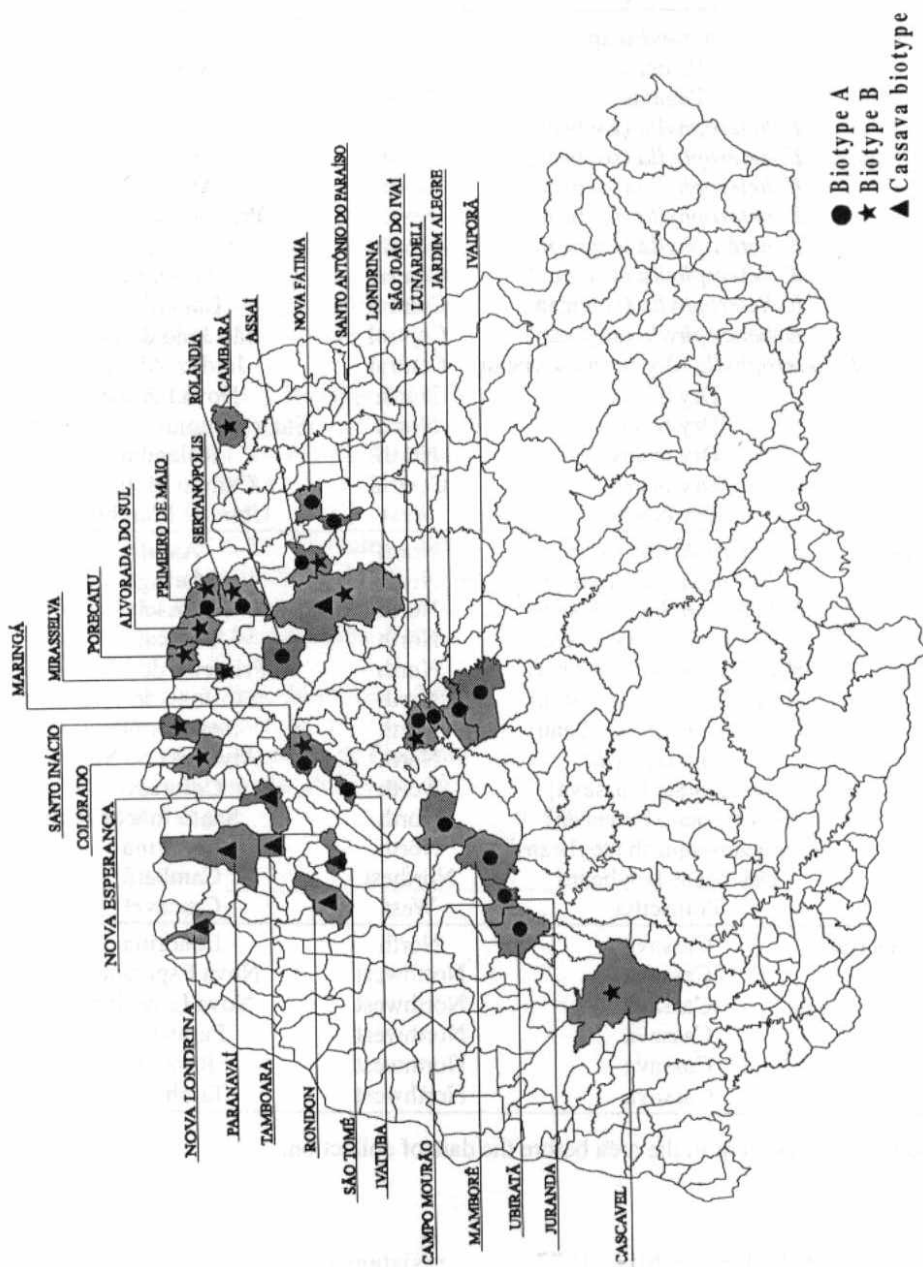 NOVA LONDRINA
PARANAVAÍ
TAMBOARA
RONDON
SÃO TOMÉ
IVATUBA
CAMPO MOURÃO
MAMBORÊ
UBIRATÃ
JURANDA
CASCAVEL
NOVA ESPERANÇA
COLORADO
SANTO INÁCIO
MARINGÁ
MIRASSELVA
PORECATU
ALVORADA DO SUL
PRIMEIRO DE MAIO
SERTANÓPOLIS
ROLÂNDIA
CAMBARÁ
ASSAÍ
NOVA FÁTIMA
SANTO ANTÔNIO DO PARAÍSO
LONDRINA
SÃO JOÃO DO IVAÍ
LUNARDELI
JARDIM ALEGRE
IVAIPORÃ
Biotype A
Biotype B
Cassava biotype